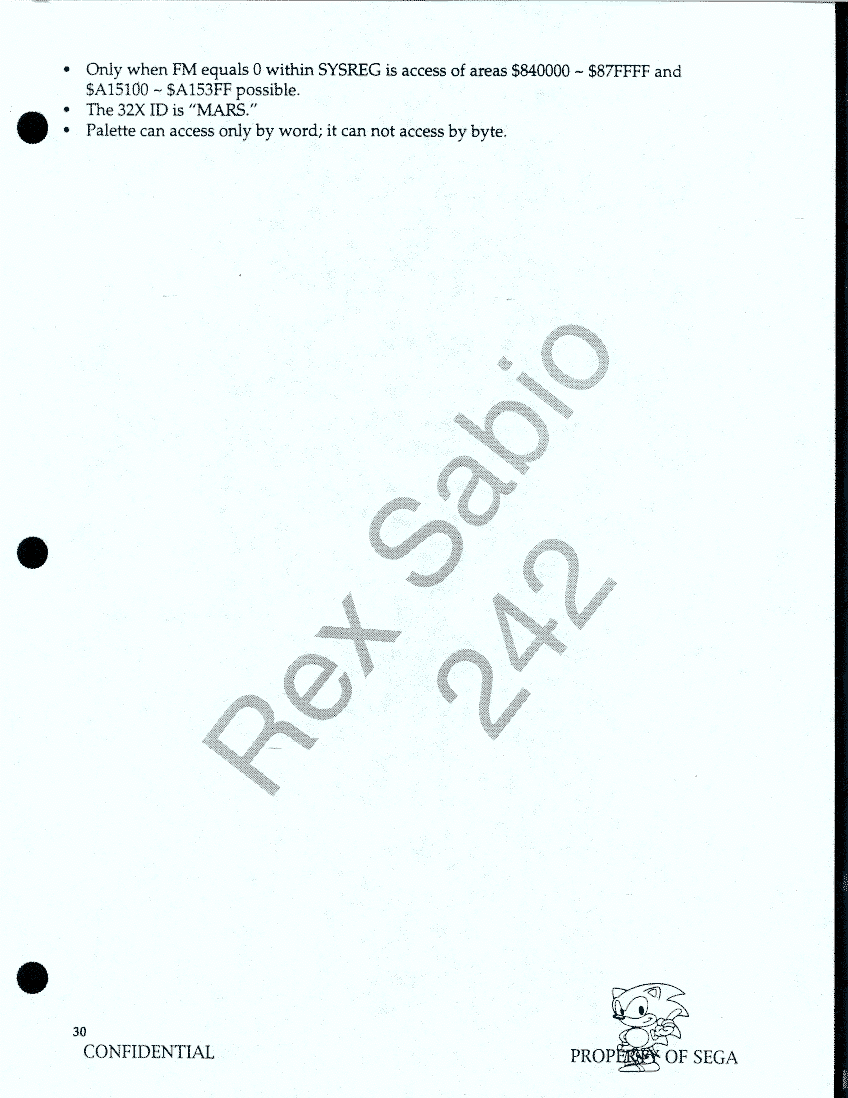 • Only when FM equals 0 within SYSREG is access of areas $840000 ~ $87FFFF and
$A15100 ~ $A153FF possible.
• The 32X ID is “MARS.”
• Palette can access only by word; it can not access by byte.
Rex Sabio
242
30
CONFIDENTIAL
PROPERTY OF SEGA